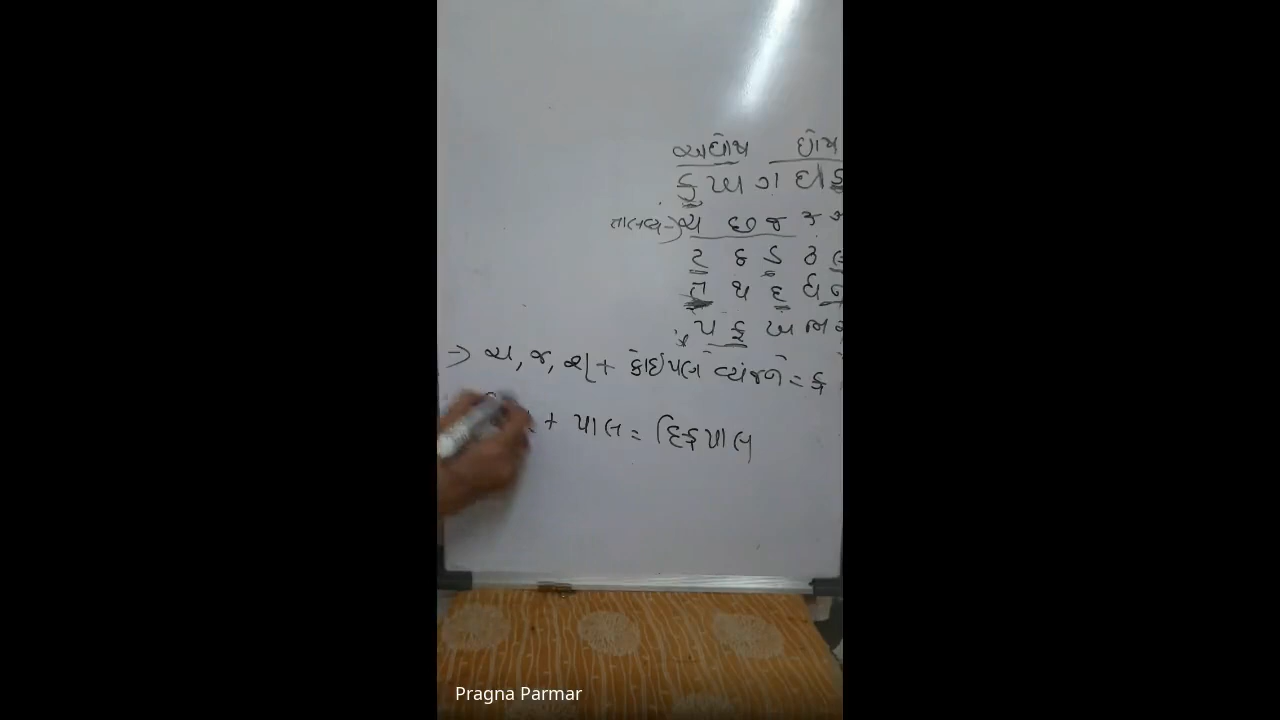 અઘોષ ઘોષ
ક ખ ગ ઘ ઙ
તાલવ્ય → ચ છ જ ઝ
ટ ઠ ડ ઢ
ત થ દ ધ ન
પ ફ બ ભ
→ ચ, જ, શ્ + કોઈપણ વ્યંજન = ક
+ પાલ = દિક્પાલ
Pragna Parmar